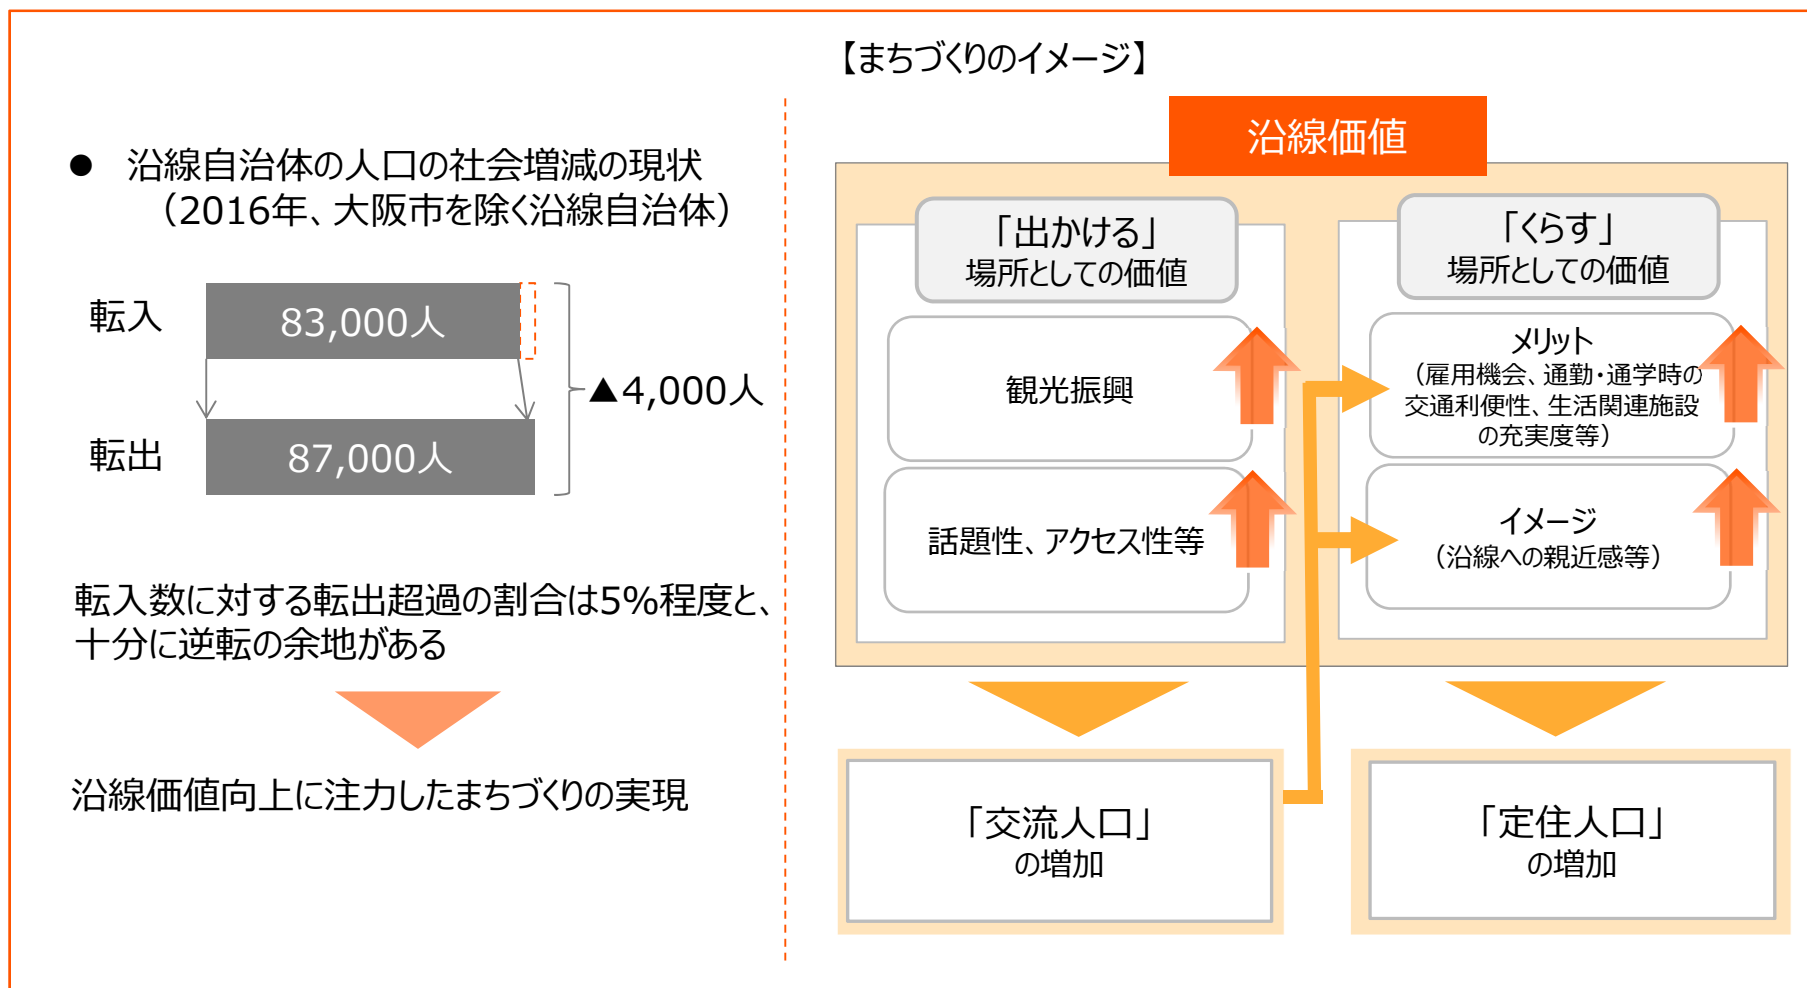 ● 沿線自治体の人口の社会増減の現状
（2016年、大阪市を除く沿線自治体）
転入
83,000人
▲4,000人
転出
87,000人
転入数に対する転出超過の割合は5%程度と、
十分に逆転の余地がある
沿線価値向上に注力したまちづくりの実現
【まちづくりのイメージ】
沿線価値
「出かける」
場所としての価値
観光振興
話題性、アクセス性等
「くらす」
場所としての価値
メリット
（雇用機会、通勤・通学時の
交通利便性、生活関連施設
の充実度等）
イメージ
（沿線への親近感等）
「交流人口」
の増加
「定住人口」
の増加